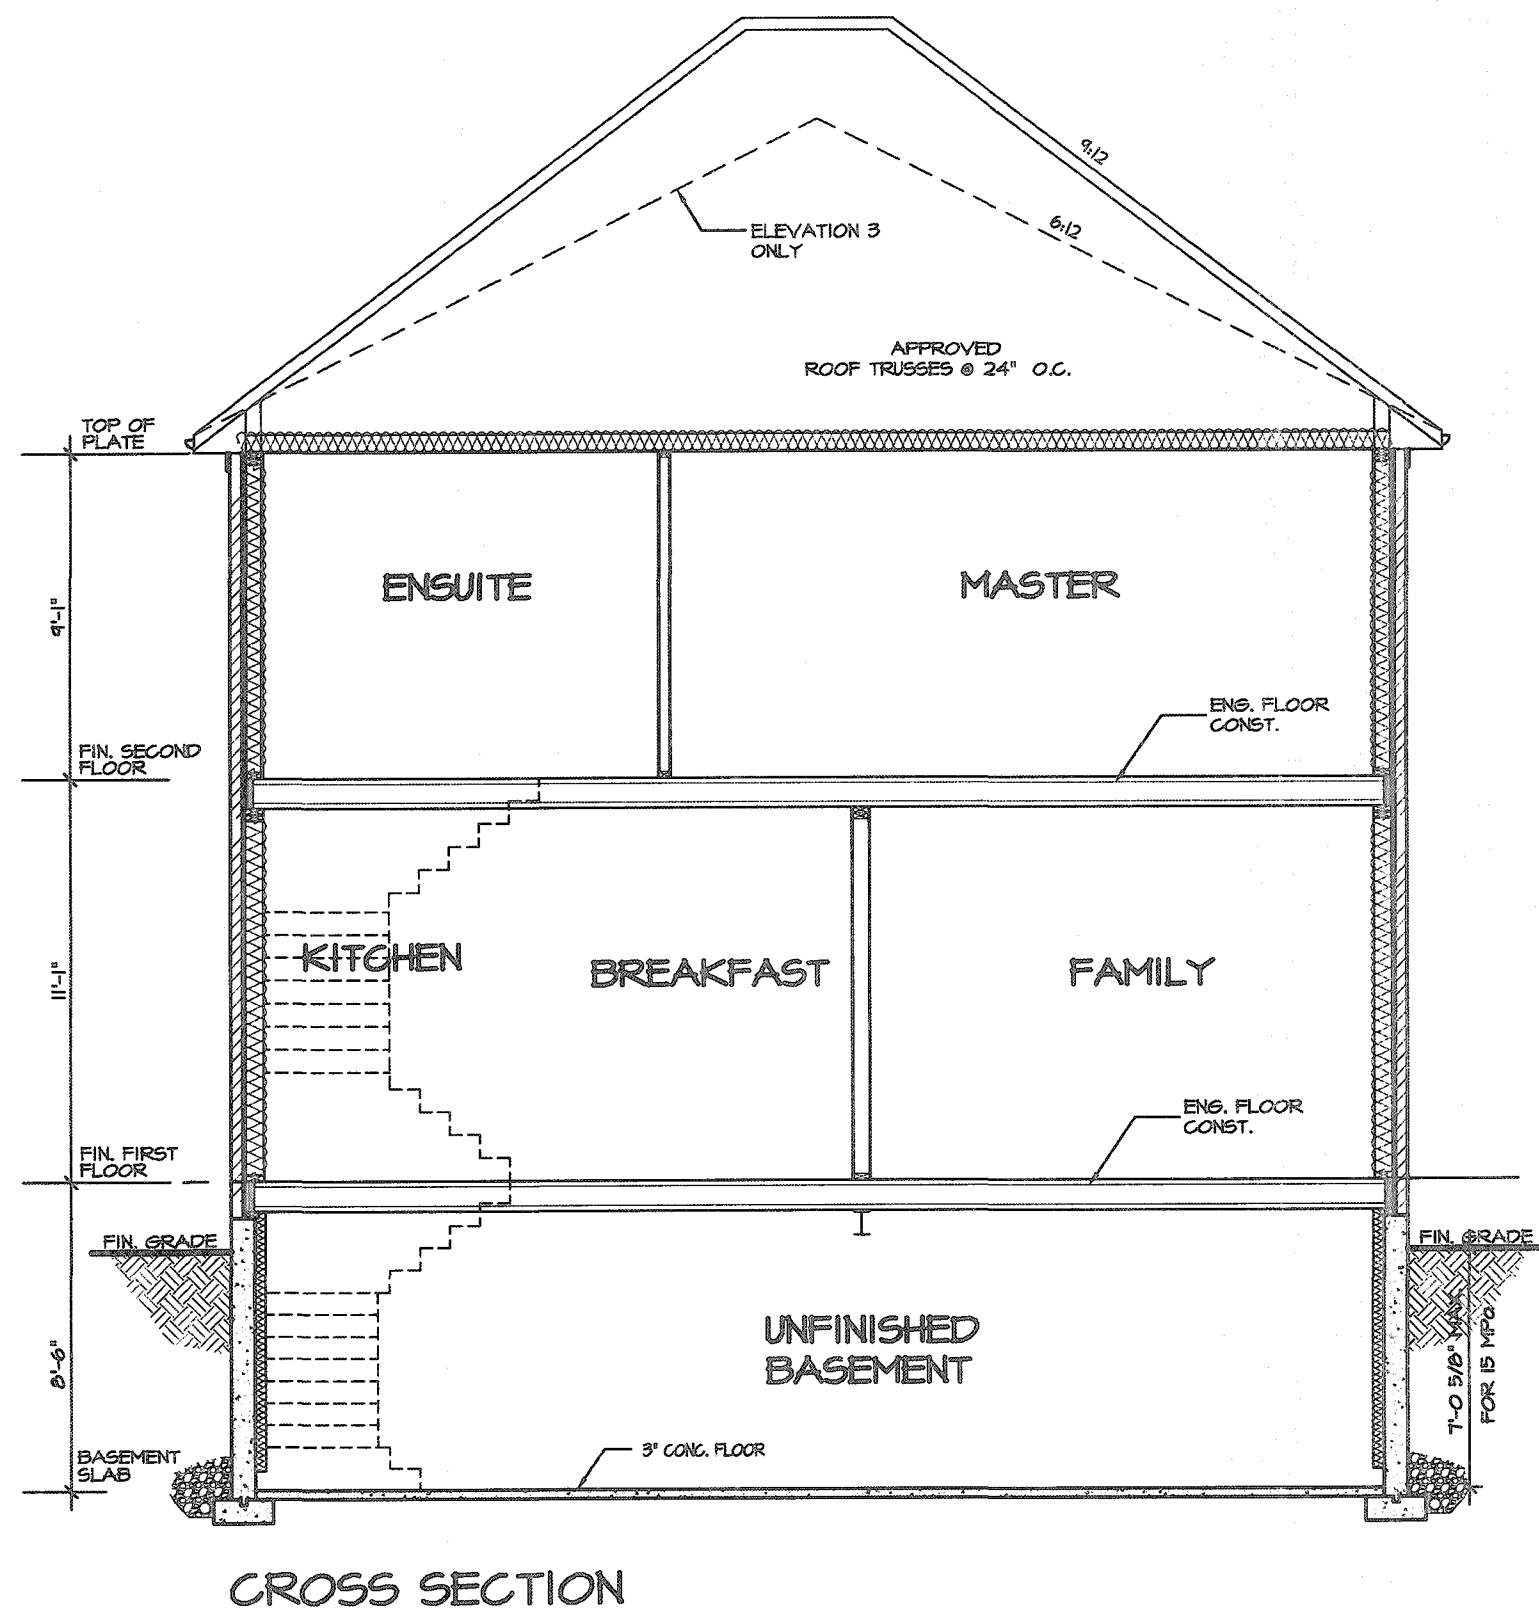 9:12
6:12
ELEVATION 3
ONLY
APPROVED
ROOF TRUSSES @ 24" O.C.
TOP OF
PLATE
9'-1"
ENSUITE
MASTER
ENG. FLOOR
CONST.
FIN. SECOND
FLOOR
11'-1"
KITCHEN
BREAKFAST
FAMILY
ENG. FLOOR
CONST.
FIN. FIRST
FLOOR
FIN. GRADE
FIN. GRADE
8'-6"
UNFINISHED
BASEMENT
7'-0 5/8" MAX.
FOR 15 MPa
3" CONC. FLOOR
BASEMENT
SLAB
CROSS SECTION